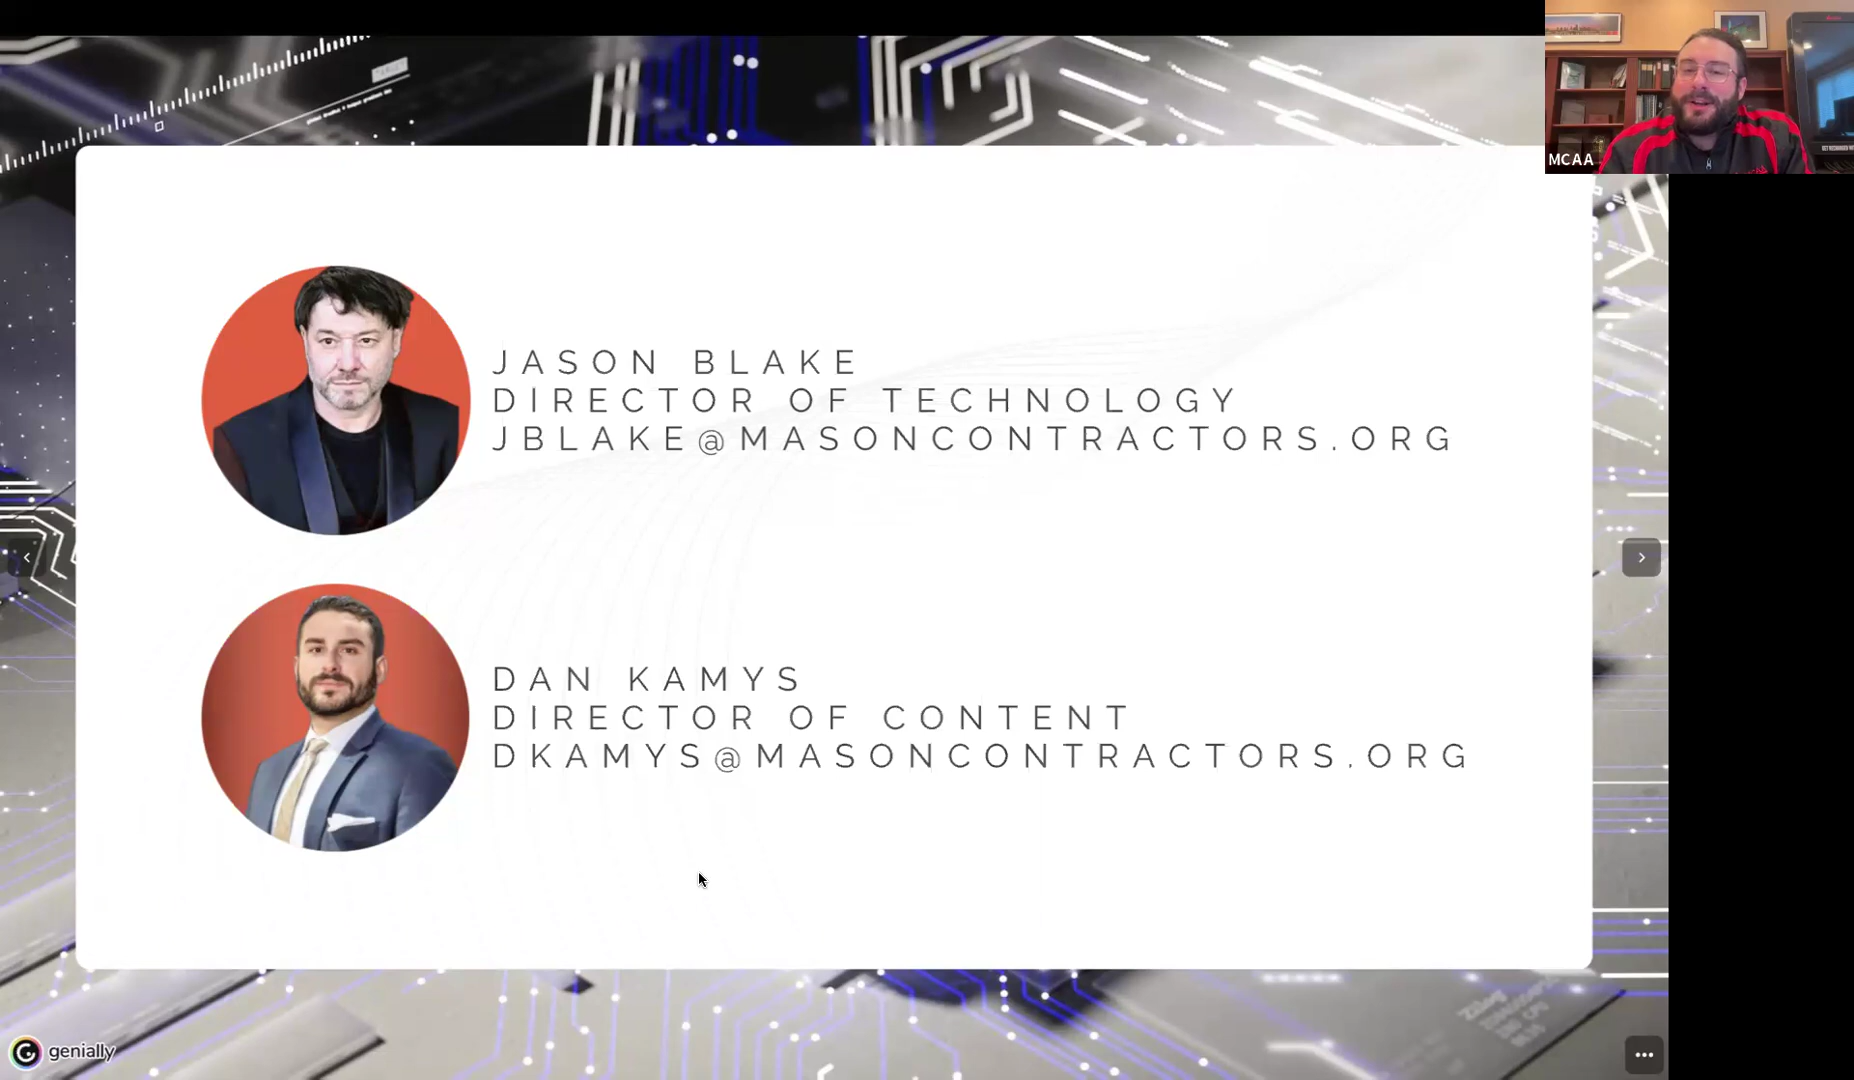 MCAA
JASON BLAKE
DIRECTOR OF TECHNOLOGY
JBLAKE@MASONCONTRACTORS.ORG
DAN KAMYS
DIRECTOR OF CONTENT
DKAMYS@MASONCONTRACTORS.ORG
genially